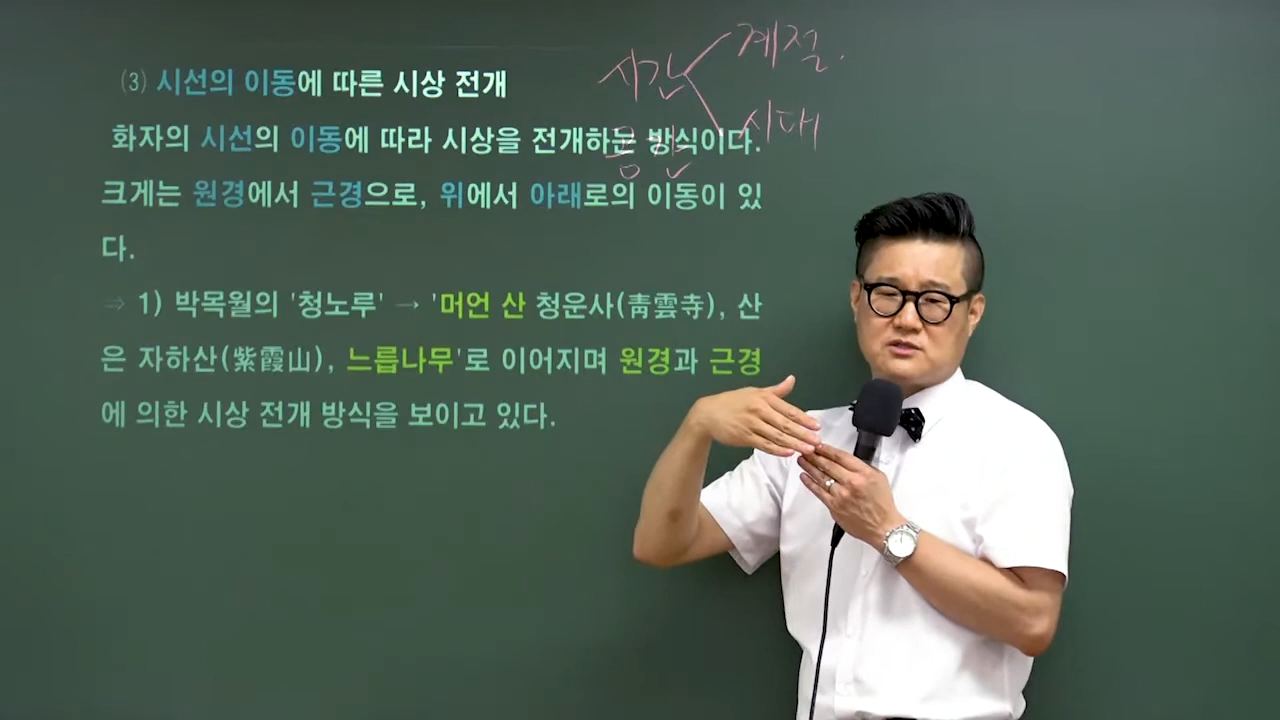 (3) 시선의 이동에 따른 시상 전개
화자의 시선의 이동에 따라 시상을 전개하는 방식이다.
크게는 원경에서 근경으로, 위에서 아래로의 이동이 있
다.
⇒ 1) 박목월의 '청노루' → '머언 산 청운사(靑雲寺), 산
은 자하산(紫霞山), 느릅나무'로 이어지며 원경과 근경
에 의한 시상 전개 방식을 보이고 있다.
시간
계절.
시대
공간